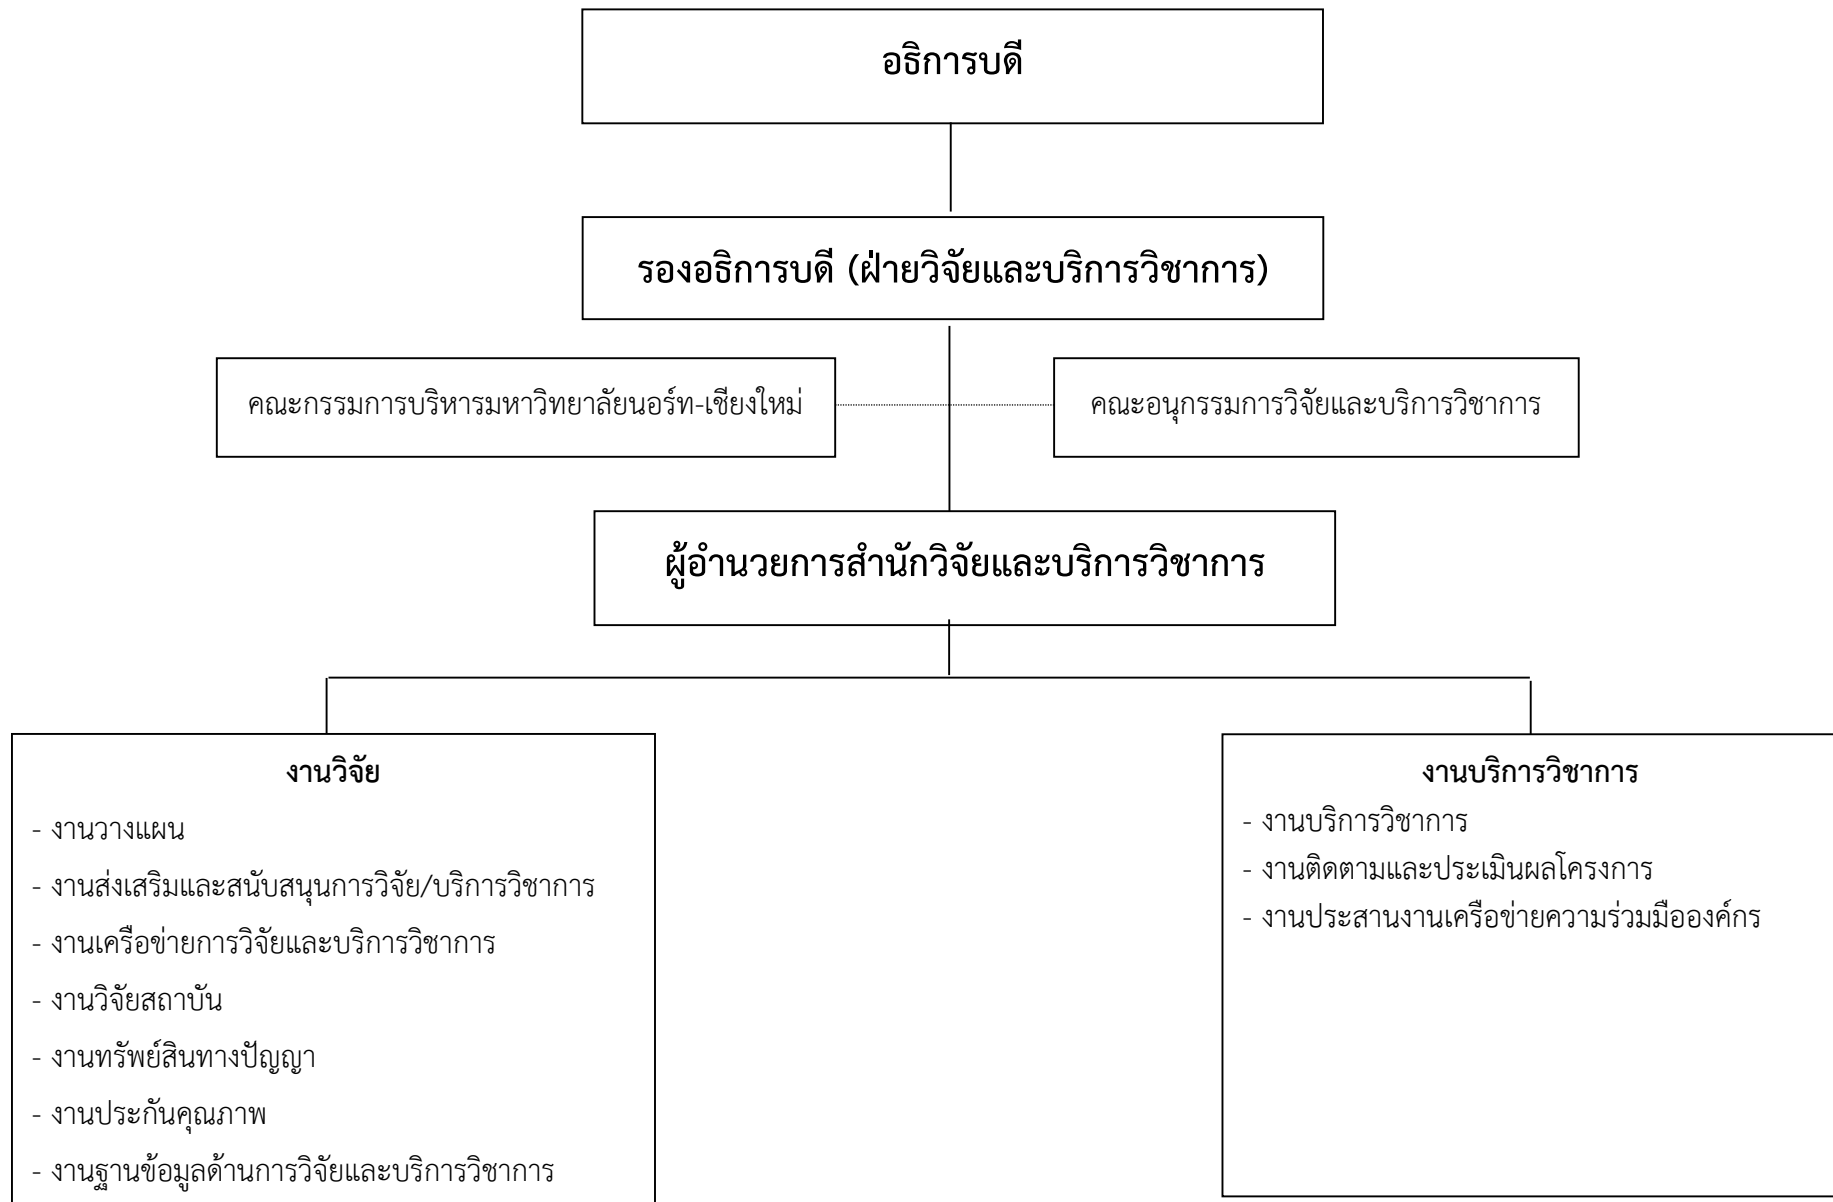 อธิการบดี
รองอธิการบดี (ฝ่ายวิจัยและบริการวิชาการ)
คณะกรรมการบริหารมหาวิทยาลัยนอร์ท-เชียงใหม่
คณะอนุกรรมการวิจัยและบริการวิชาการ
ผู้อำนวยการสำนักวิจัยและบริการวิชาการ
งานวิจัย
- งานวางแผน
- งานส่งเสริมและสนับสนุนการวิจัย/บริการวิชาการ
- งานเครือข่ายการวิจัยและบริการวิชาการ
- งานวิจัยสถาบัน
- งานทรัพย์สินทางปัญญา
- งานประกันคุณภาพ
- งานฐานข้อมูลด้านการวิจัยและบริการวิชาการ
งานบริการวิชาการ
- งานบริการวิชาการ
- งานติดตามและประเมินผลโครงการ
- งานประสานงานเครือข่ายความร่วมมือองค์กร